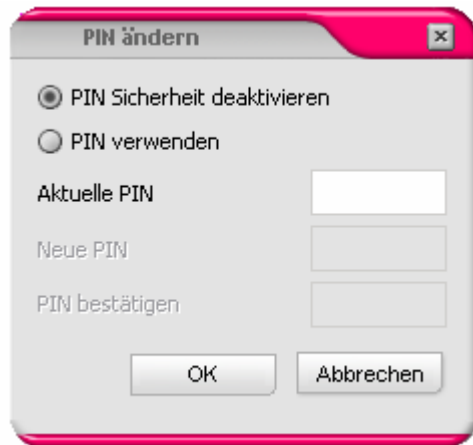 PIN ändern
PIN Sicherheit deaktivieren
PIN verwenden
Aktuelle PIN
Neue PIN
PIN bestätigen
OK
Abbrechen